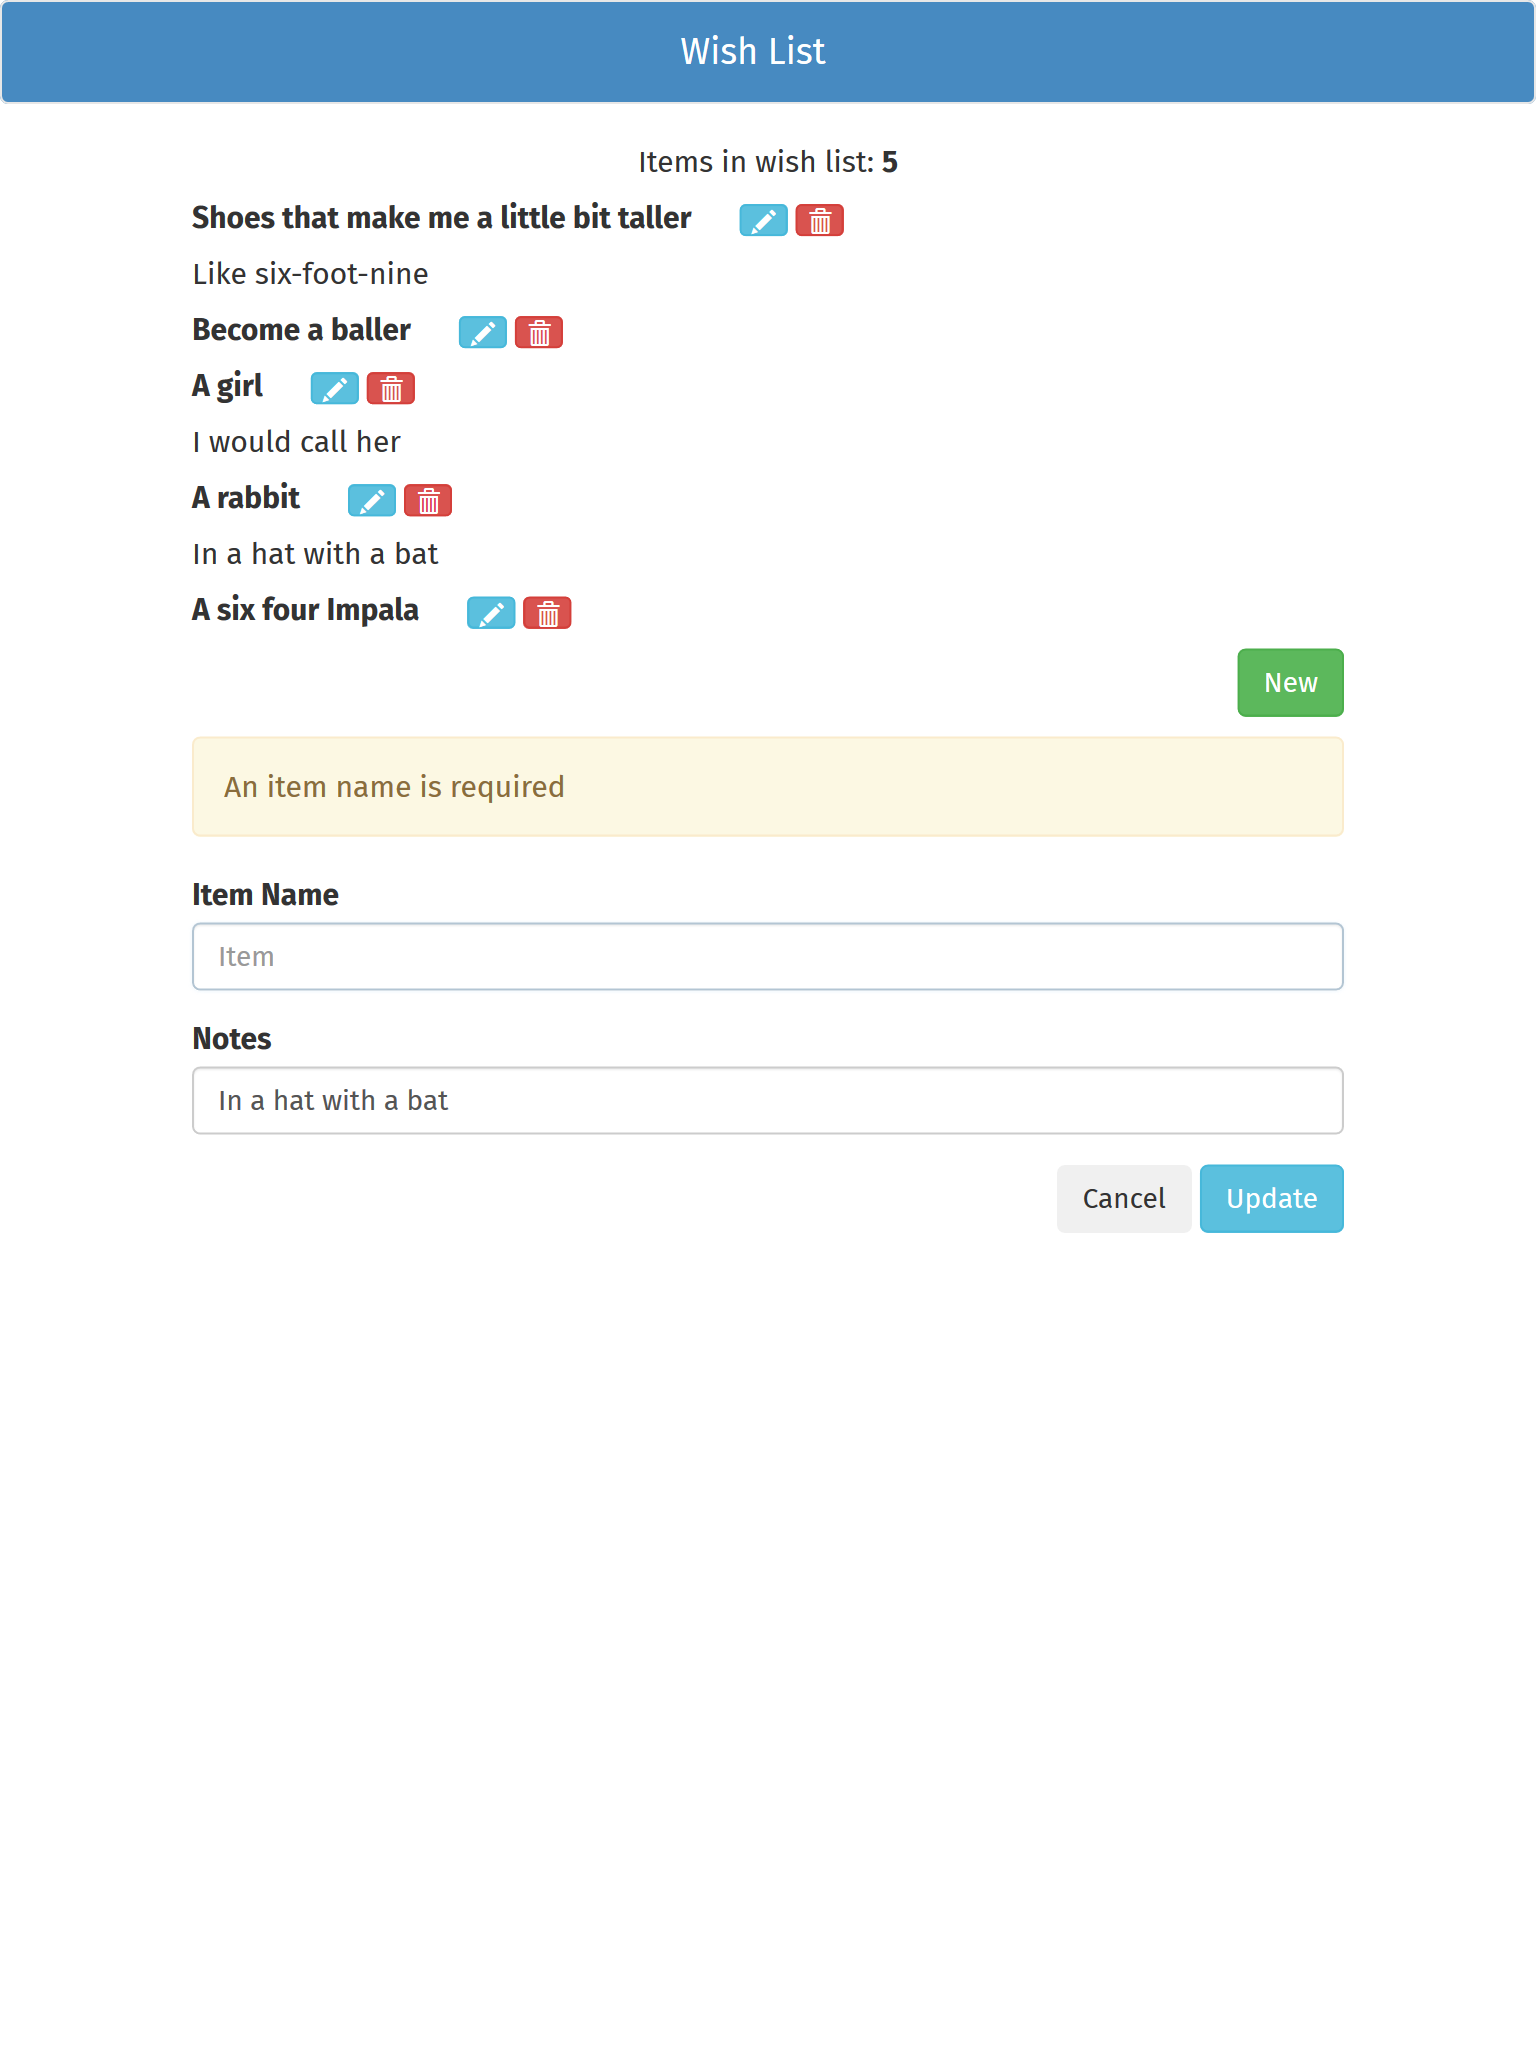 Wish List
Items in wish list: 5
Shoes that make me a little bit taller
Like six-foot-nine
Become a baller
A girl
I would call her
A rabbit
In a hat with a bat
A six four Impala
New
An item name is required
Item Name
Item
Notes
In a hat with a bat
Cancel Update